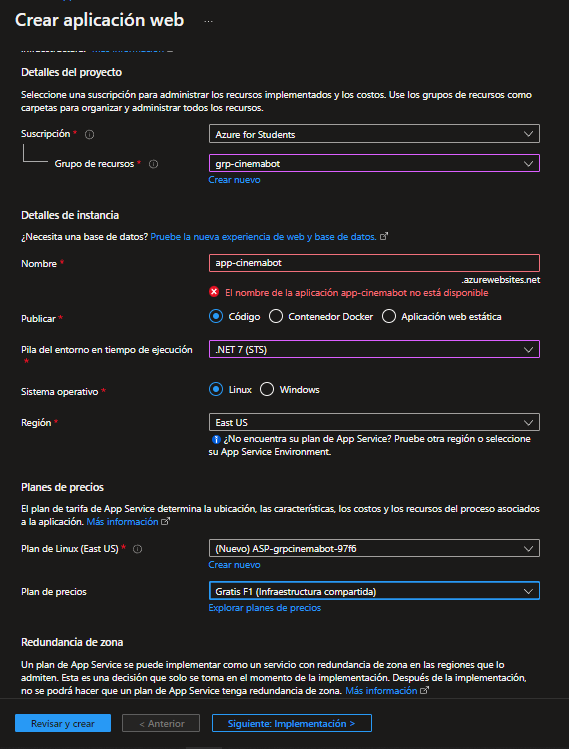 Crear aplicación web ...
Detalles del proyecto
Seleccione una suscripción para administrar los recursos implementados y los costos. Use los grupos de recursos como
carpetas para organizar y administrar todos los recursos.
Suscripción *
Azure for Students
Grupo de recursos *
grp-cinemabot
Crear nuevo
Detalles de instancia
¿Necesita una base de datos? Pruebe la nueva experiencia de web y base de datos.
Nombre *
app-cinemabot
.azurewebsites.net
El nombre de la aplicación app-cinemabot no está disponible
Publicar *
Código
Contenedor Docker
Aplicación web estática
Pila del entorno en tiempo de ejecución
*
.NET 7 (STS)
Sistema operativo *
Linux
Windows
Región *
East US
¿No encuentra su plan de App Service? Pruebe otra región o seleccione
su App Service Environment.
Planes de precios
El plan de tarifa de App Service determina la ubicación, las características, los costos y los recursos del proceso asociados
a la aplicación. Más información
Plan de Linux (East US) *
(Nuevo) ASP-grpcinemabot-97f6
Crear nuevo
Plan de precios
Gratis F1 (Infraestructura compartida)
Explorar planes de precios
Redundancia de zona
Un plan de App Service se puede implementar como un servicio con redundancia de zona en las regiones que lo
admiten. Esta es una decisión que solo se toma en el momento de la implementación. Después de la implementación,
no se podrá hacer que un plan de App Service tenga redundancia de zona. Más información
Revisar y crear
< Anterior
Siguiente: Implementación >